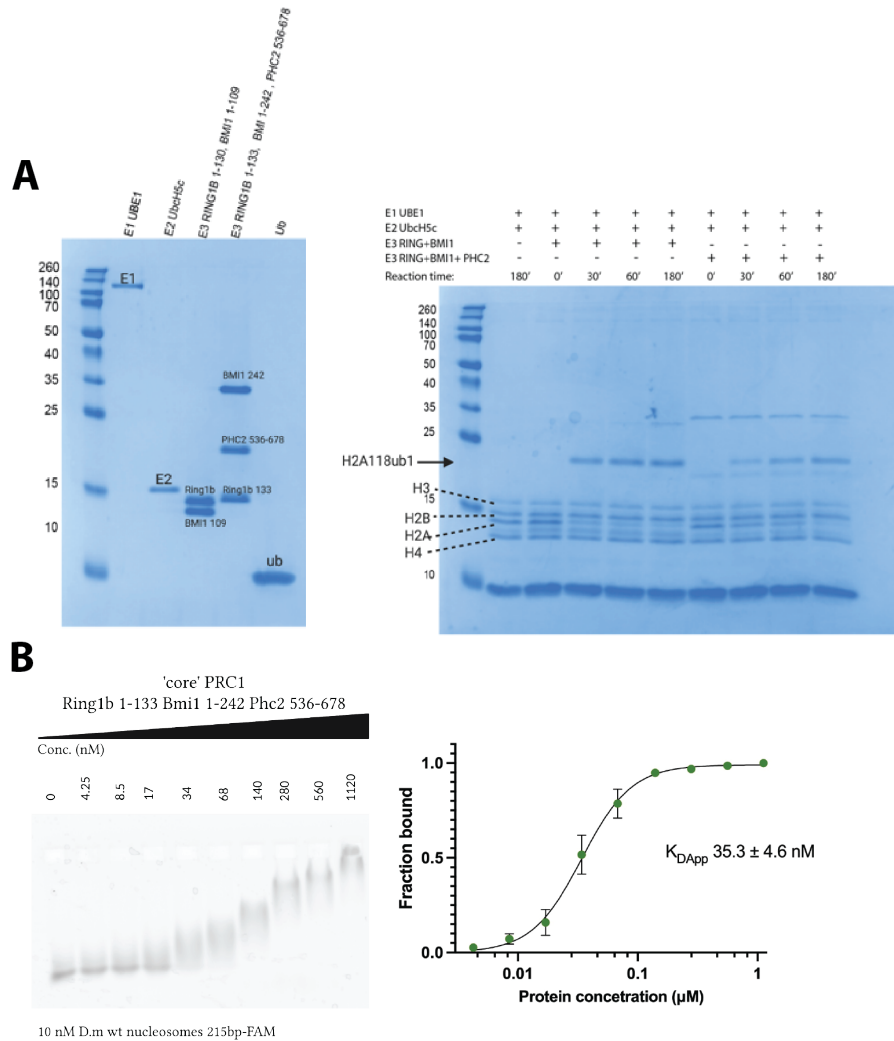 A
E1 UBE1
E2 UbcH5c
E3 RING1B 1-130, BMI1 1-109
E3 RING1B 1-133, BMI 1-242 , PHC2 536-678
Ub
260
140
100
70
50
40
35
25
15
10
E1
E2
BMI1 242
PHC2 536-678
Ring1b
BMI1 109
Ring1b 133
ub
E1 UBE1 + + + + + + + + +
E2 UbcH5c + + + + + + + + +
E3 RING+BMI1 - + + + + - - - -
E3 RING+BMI1+ PHC2 - - - - - + + + +
Reaction time: 180' 0' 30' 60' 180' 0' 30' 60' 180'
260
140
100
70
50
40
35
25
H2A118ub1
H3
15
H2B
H2A
H4
10
B
'core' PRC1
Ring1b 1-133 Bmi1 1-242 Phc2 536-678
Conc. (nM)
0 4.25 8.5 17 34 68 140 280 560 1120
10 nM D.m wt nucleosomes 215bp-FAM
Fraction bound
1.0
0.5
0.0
KDApp 35.3 ± 4.6 nM
0.01 0.1 1
Protein concetration (µM)